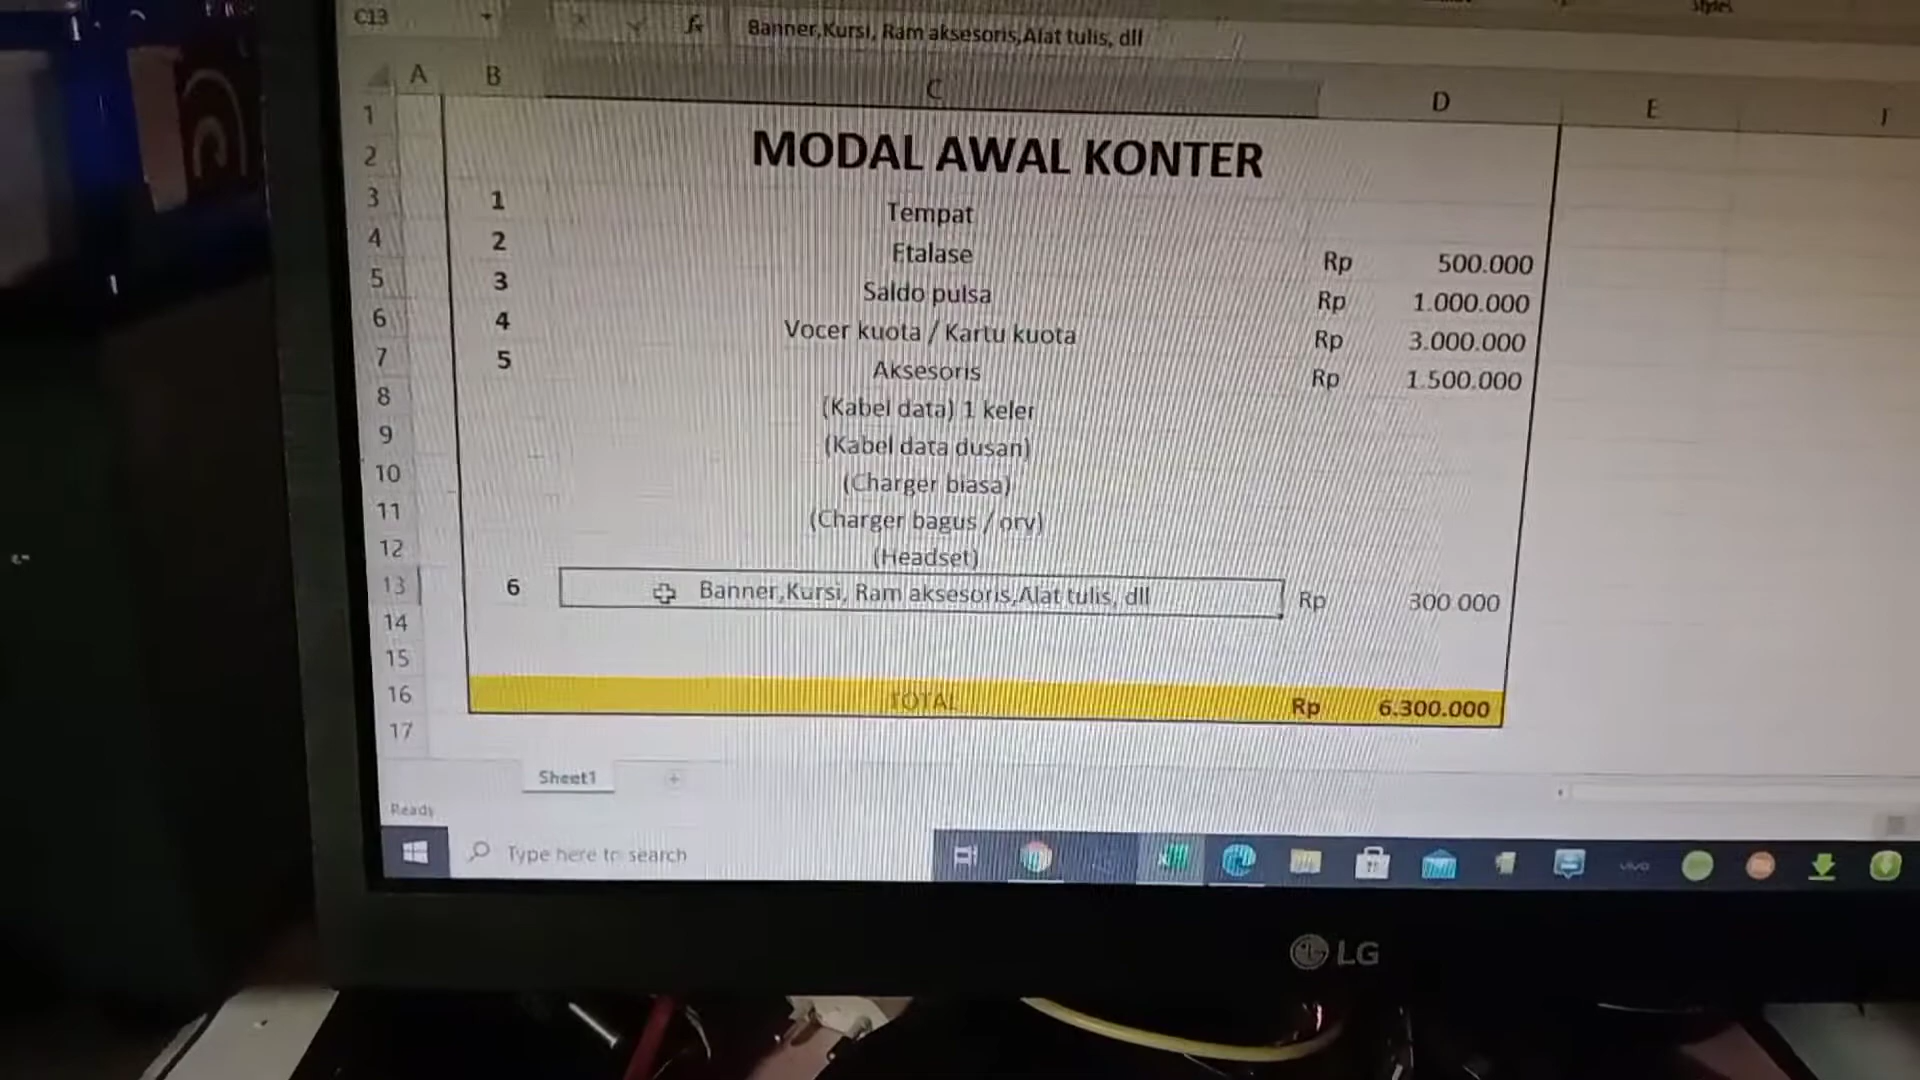 Styles
C13 fx Banner,Kursi, Ram aksesoris,Alat tulis, dll
A B C D E
1
2 MODAL AWAL KONTER
3 1 Tempat
4 2 Etalase Rp 500.000
5 3 Saldo pulsa Rp 1.000.000
6 4 Vocer kuota / Kartu kuota Rp 3.000.000
7 5 Aksesoris Rp 1.500.000
8 (Kabel data) 1 keler
9 (Kabel data dusan)
10 (Charger biasa)
11 (Charger bagus / ory)
12 (Headset)
13 6 Banner,Kursi, Ram aksesoris,Alat tulis, dll Rp 300.000
14
15
16 TOTAL Rp 6.300.000
17
Sheet1
Ready
Type here to search
vivo
LG